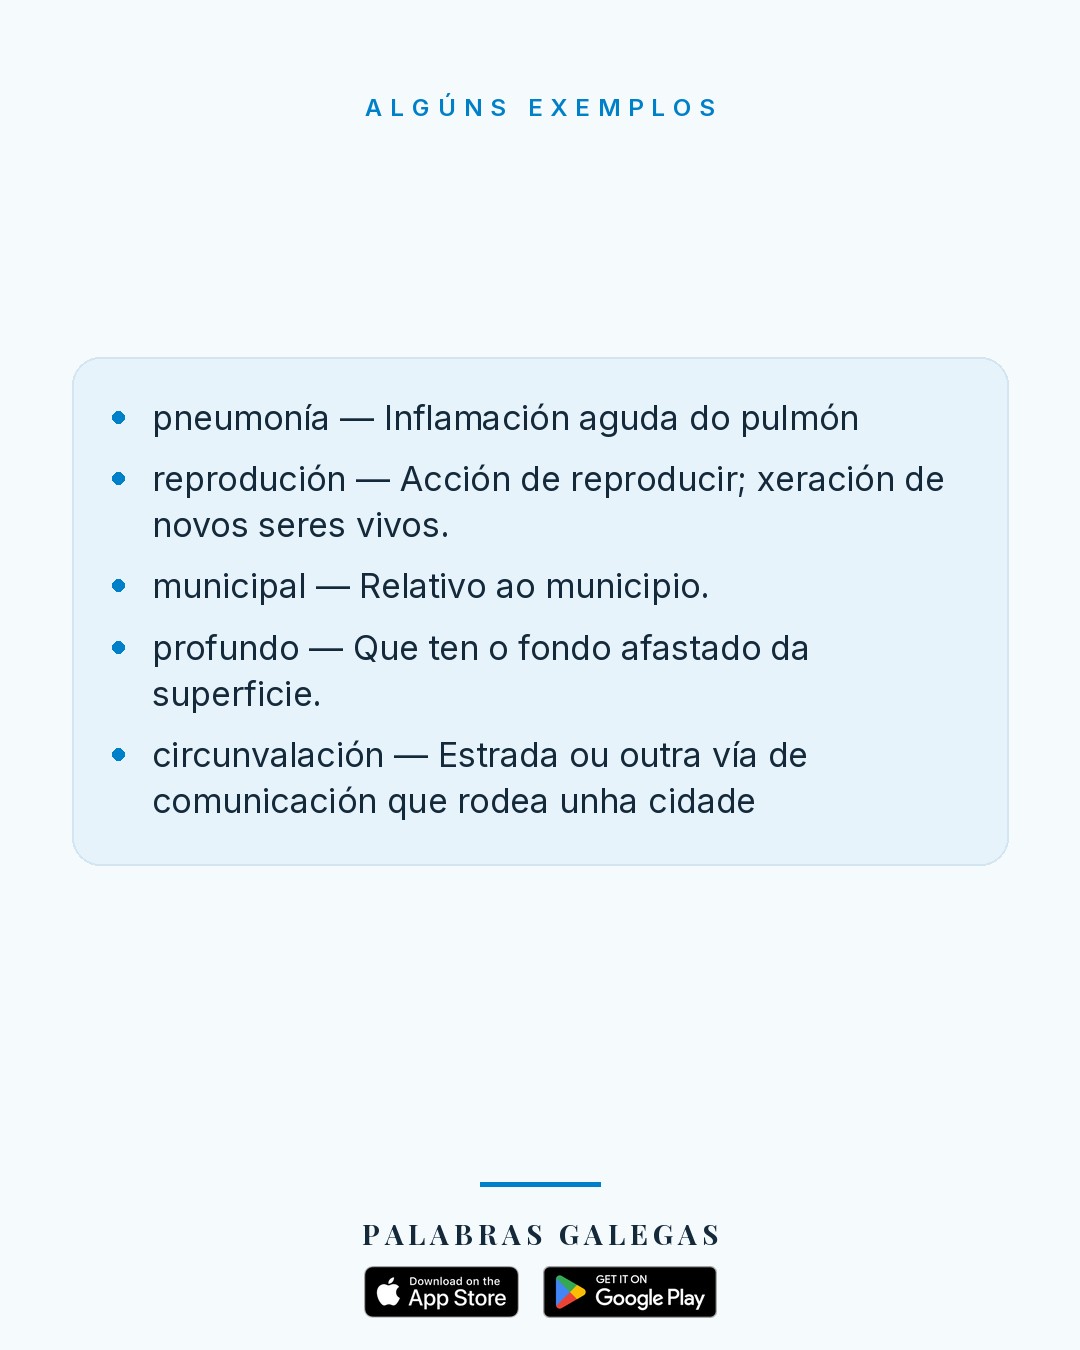 ALGÚNS EXEMPLOS
• pneumonía — Inflamación aguda do pulmón
• reprodución — Acción de reproducir; xeración de
novos seres vivos.
• municipal — Relativo ao municipio.
• profundo — Que ten o fondo afastado da
superficie.
• circunvalación — Estrada ou outra vía de
comunicación que rodea unha cidade
PALABRAS GALEGAS
Download on the
App Store
GET IT ON
Google Play